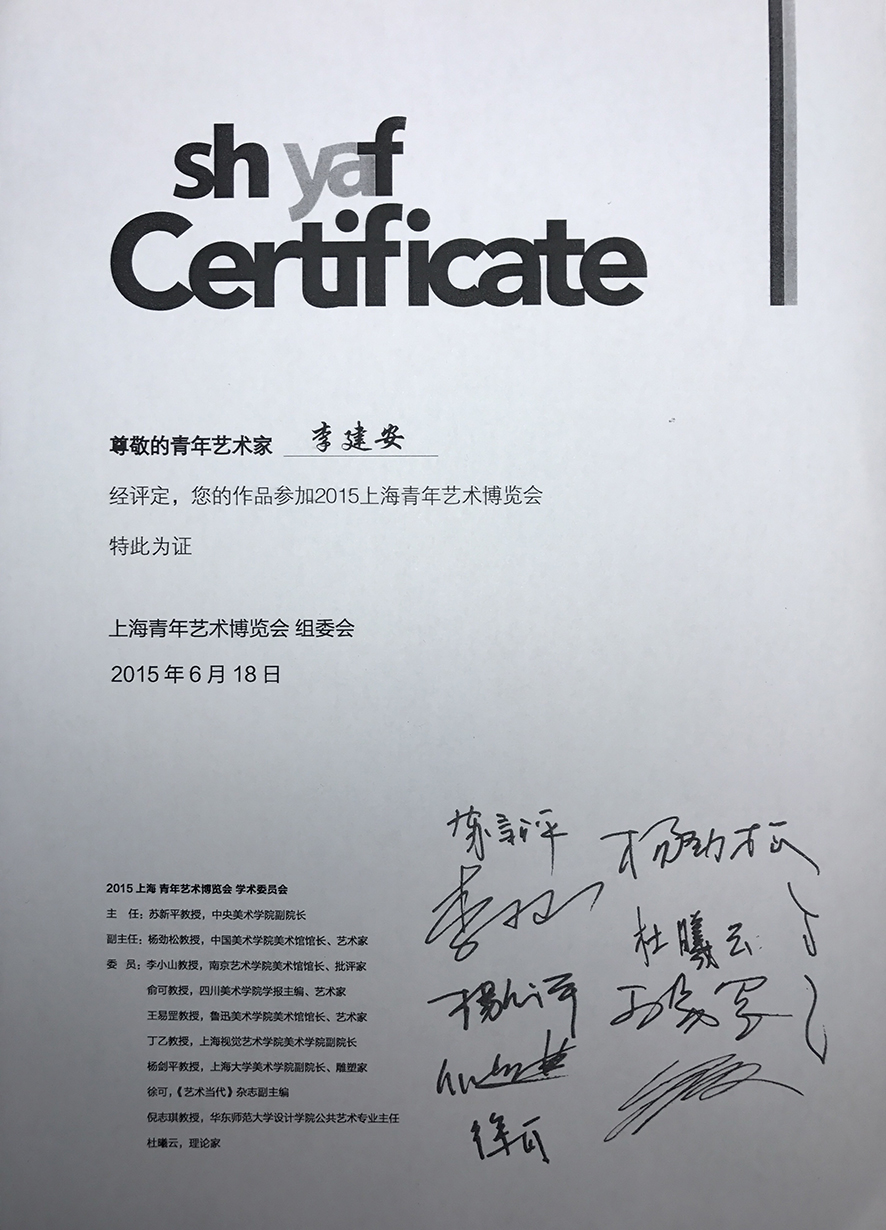 sh yaf
Certificate
尊敬的青年艺术家 李建安
经评定，您的作品参加2015上海青年艺术博览会
特此为证
上海青年艺术博览会 组委会
2015 年 6 月 18 日
2015 上海 青年艺术博览会 学术委员会
主 任：苏新平教授，中央美术学院副院长
副主任：杨劲松教授，中国美术学院美术馆馆长、艺术家
委 员：李小山教授，南京艺术学院美术馆馆长、批评家
俞可教授，四川美术学院学报主编、艺术家
王易罡教授，鲁迅美术学院美术馆馆长、艺术家
丁乙教授，上海视觉艺术学院美术学院副院长
杨剑平教授，上海大学美术学院副院长、雕塑家
徐可，《艺术当代》杂志副主编
倪志琪教授，华东师范大学设计学院公共艺术专业主任
杜曦云，理论家
苏新平
杨劲松
杜曦云
徐可